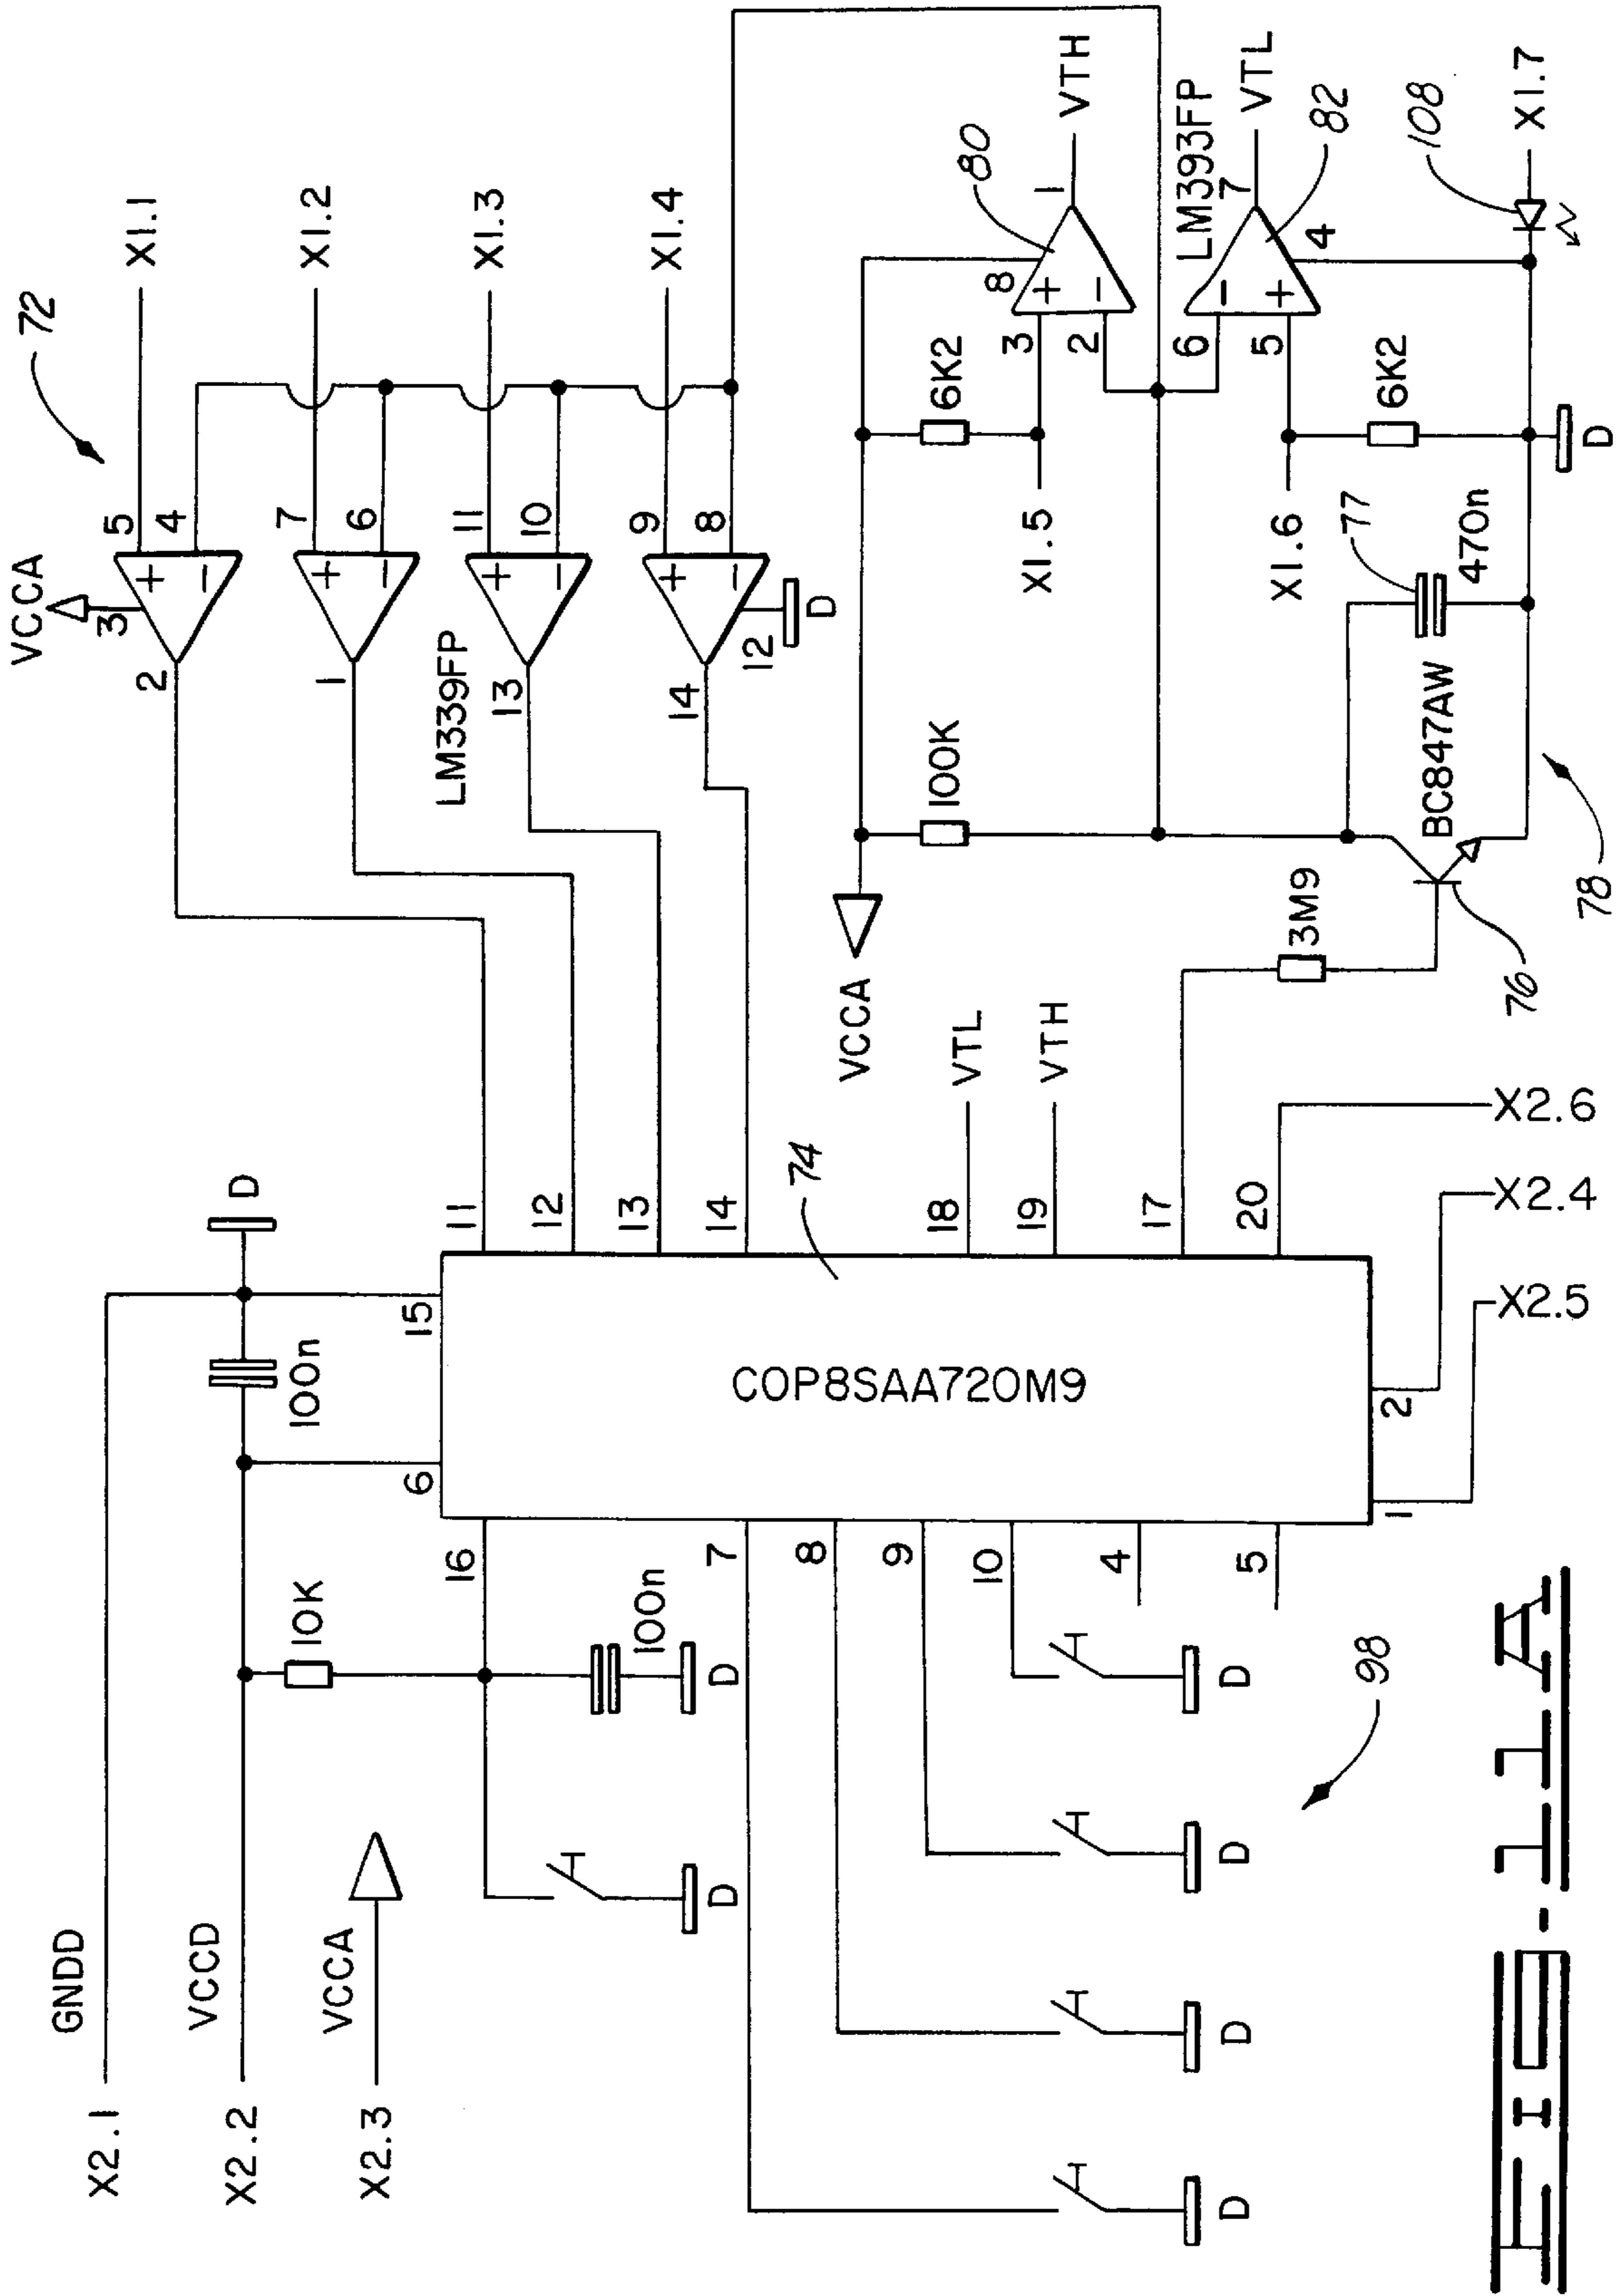 VCCA
72
X2.1
GNDD
X2.2
VCCD
X2.3
VCCA
D
100n
10K
6
15
3
5
4
2
X1.1
X1.2
7
6
1
16
11
LM339FP
X1.3
11
10
13
12
13
100n
D
D
X1.4
9
8
14
12
D
7
14
COP8SAA720M9
74
8
VCCA
100K
6K2
8
3
2
80
1
VTH
9
18
VTL
X1.5
10
19
VTH
LM393FP
6
5
7
VTL
4
82
4
17
3M9
X1.6
6K2
5
20
D
D
D
D
98
2
1
X2.5
X2.4
X2.6
76
BC847AW
77
470n
108
X1.7
78
D
FIG-11A